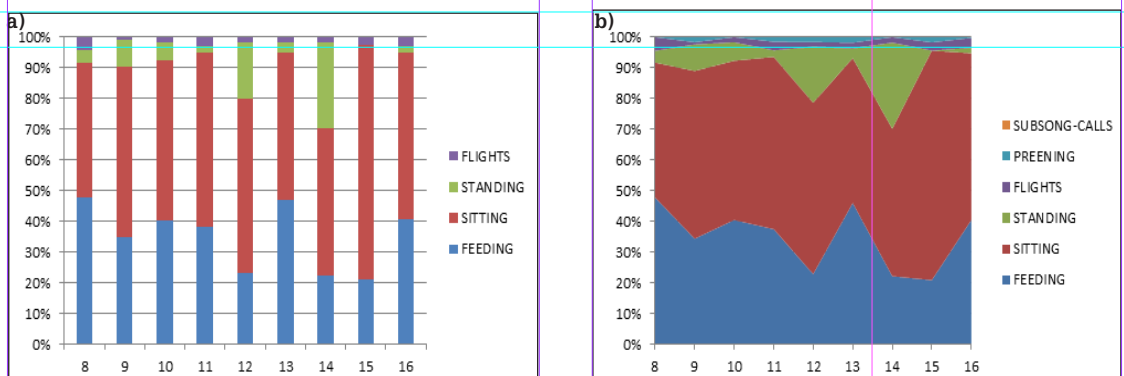 a)
100%
90%
80%
70%
60%
50%
40%
30%
20%
10%
0%
8 9 10 11 12 13 14 15 16
FLIGHTS
STANDING
SITTING
FEEDING
b)
100%
90%
80%
70%
60%
50%
40%
30%
20%
10%
0%
8 9 10 11 12 13 14 15 16
SUBSONG-CALLS
PREENING
FLIGHTS
STANDING
SITTING
FEEDING